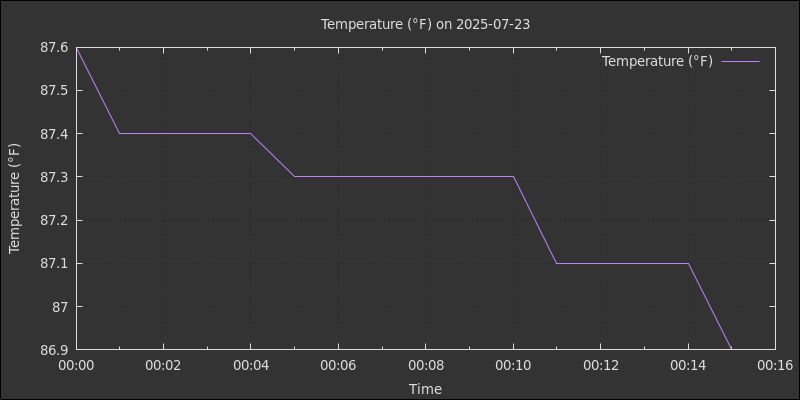 Temperature (°F) on 2025-07-23
Temperature (°F)
87.6
87.5
87.4
87.3
87.2
87.1
87
86.9
Temperature (°F)
00:00 00:02 00:04 00:06 00:08 00:10 00:12 00:14 00:16
Time